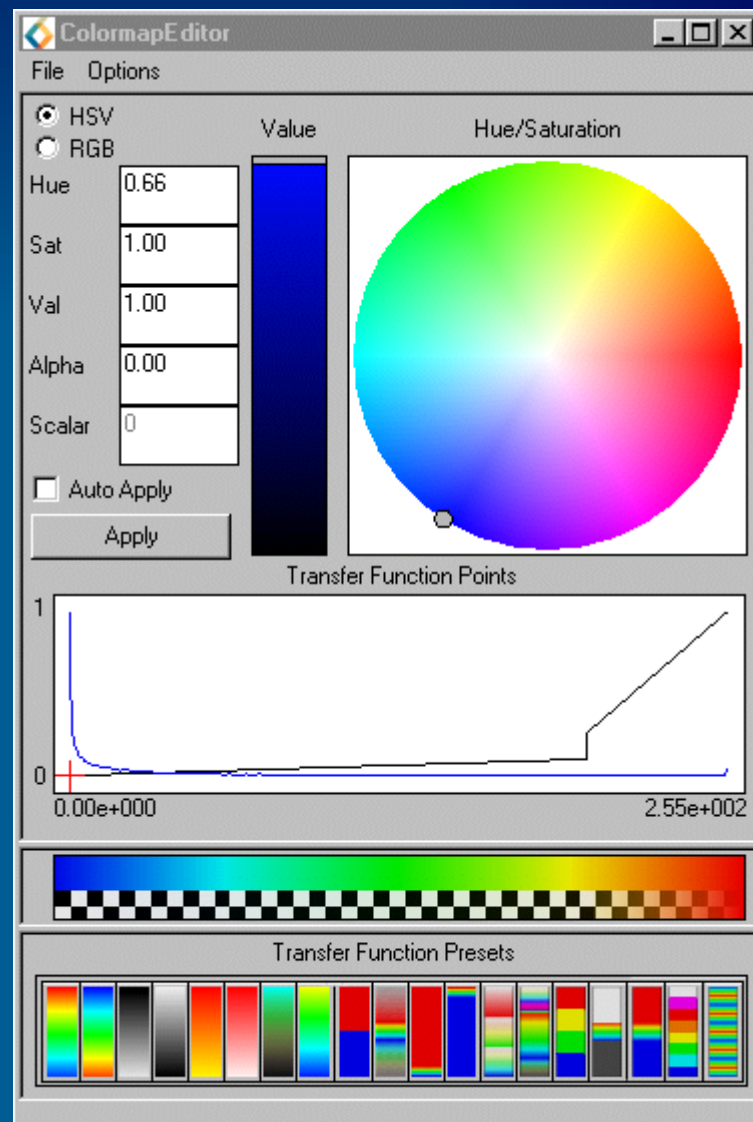 ColormapEditor
File Options
HSV
RGB
Value
Hue/Saturation
Hue 0.66
Sat 1.00
Val 1.00
Alpha 0.00
Scalar 0
Auto Apply
Apply
Transfer Function Points
1
0
0.00e+000 2.55e+002
Transfer Function Presets